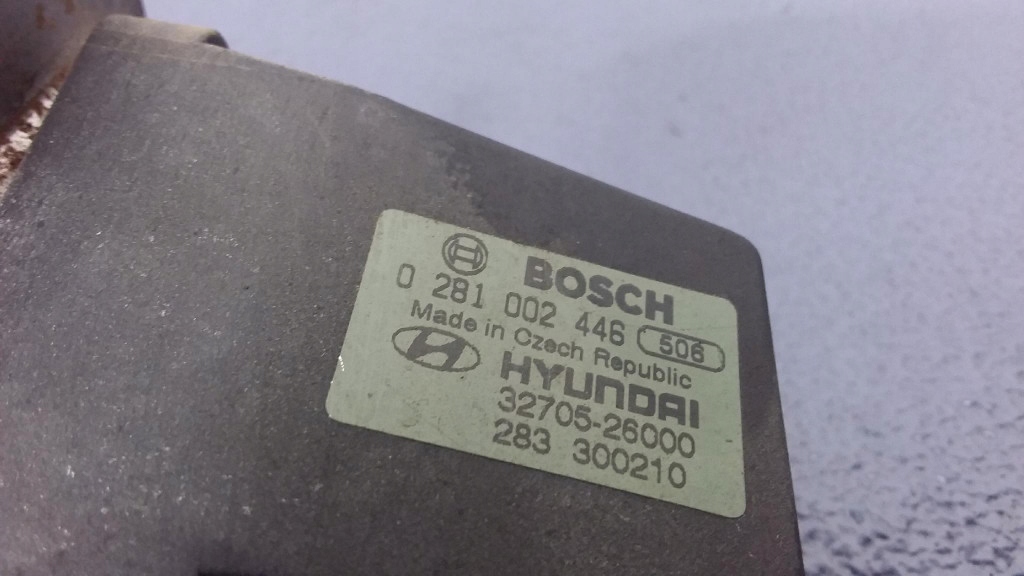 BOSCH
0 281 002 446 506
Made in Czech Republic
HYUNDAI
32705-26000
283 300210